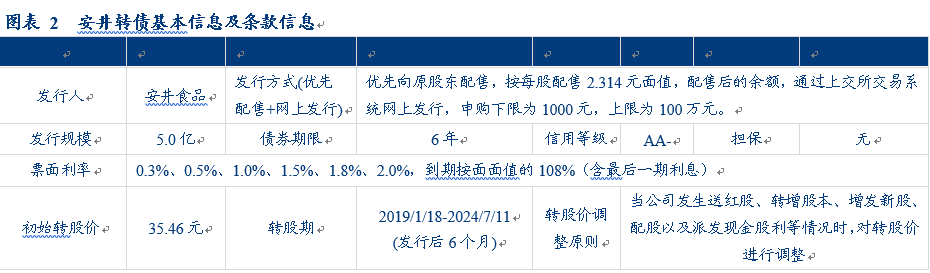 图表 2 安井转债基本信息及条款信息
发行人 安井食品 发行方式(优先配售+网上发行) 优先向原股东配售，按每股配售 2.314 元面值，配售后的余额，通过上交所交易系统网上发行，申购下限为 1000 元，上限为 100 万元。
发行规模 5.0 亿 债券期限 6 年 信用等级 AA- 担保 无
票面利率 0.3%、0.5%、1.0%、1.5%、1.8%、2.0%，到期按面面值的 108%（含最后一期利息）
初始转股价 35.46 元 转股期 2019/1/18-2024/7/11 (发行后 6 个月) 转股价调整原则 当公司发生送红股、转增股本、增发新股、配股以及派发现金股利等情况时，对转股价进行调整